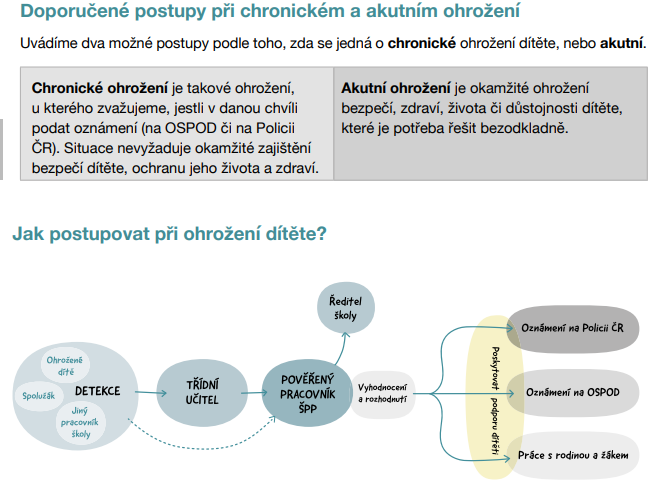 Doporučené postupy při chronickém a akutním ohrožení
Uvádíme dva možné postupy podle toho, zda se jedná o chronické ohrožení dítěte, nebo akutní.
Chronické ohrožení je takové ohrožení,
u kterého zvažujeme, jestli v danou chvíli
podat oznámení (na OSPOD či na Policii
ČR). Situace nevyžaduje okamžité zajištění
bezpečí dítěte, ochranu jeho života a zdraví.
Akutní ohrožení je okamžité ohrožení
bezpečí, zdraví, života či důstojnosti dítěte,
které je potřeba řešit bezodkladně.
Jak postupovat při ohrožení dítěte?
Ohrožené
dítě
Spolužák
Jiný
pracovník
školy
DETEKCE
TŘÍDNÍ
UČITEL
POVĚŘENÝ
PRACOVNÍK
ŠPP
Ředitel
školy
Vyhodnocení
a rozhodnutí
Poskytovat podporu dítěti
Oznámení na Policii ČR
Oznámení na OSPOD
Práce s rodinou a žákem